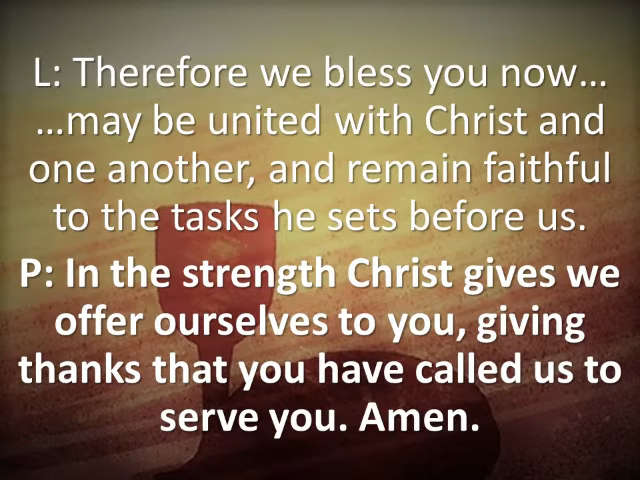 L: Therefore we bless you now…
…may be united with Christ and
one another, and remain faithful
to the tasks he sets before us.
P: In the strength Christ gives we
offer ourselves to you, giving
thanks that you have called us to
serve you. Amen.